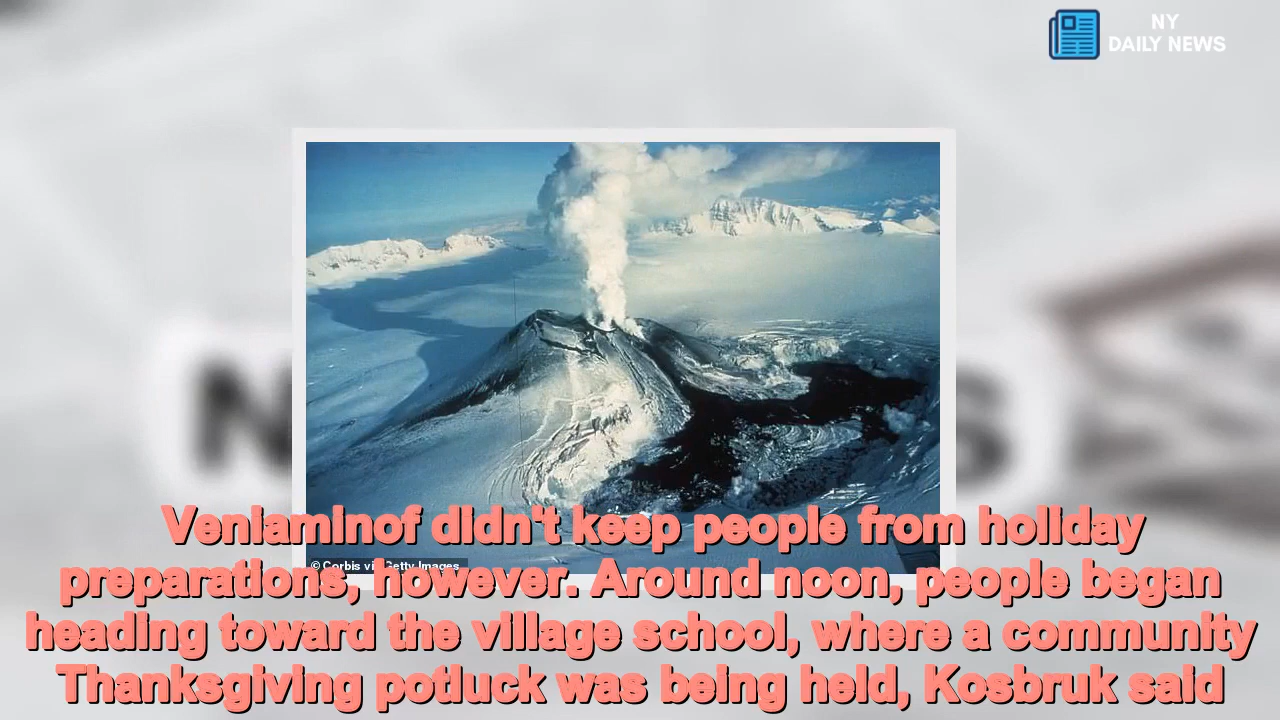 NY
DAILY NEWS
© Corbis via Getty Images
Veniaminof didn't keep people from holiday
preparations, however. Around noon, people began
heading toward the village school, where a community
Thanksgiving potluck was being held, Kosbruk said